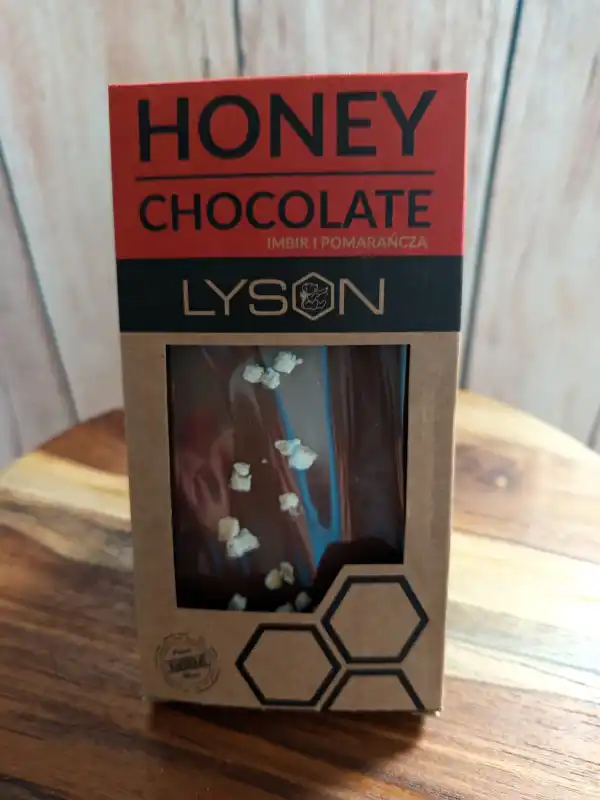 HONEY
CHOCOLATE
IMBIR I POMARAŃCZA
LYSON